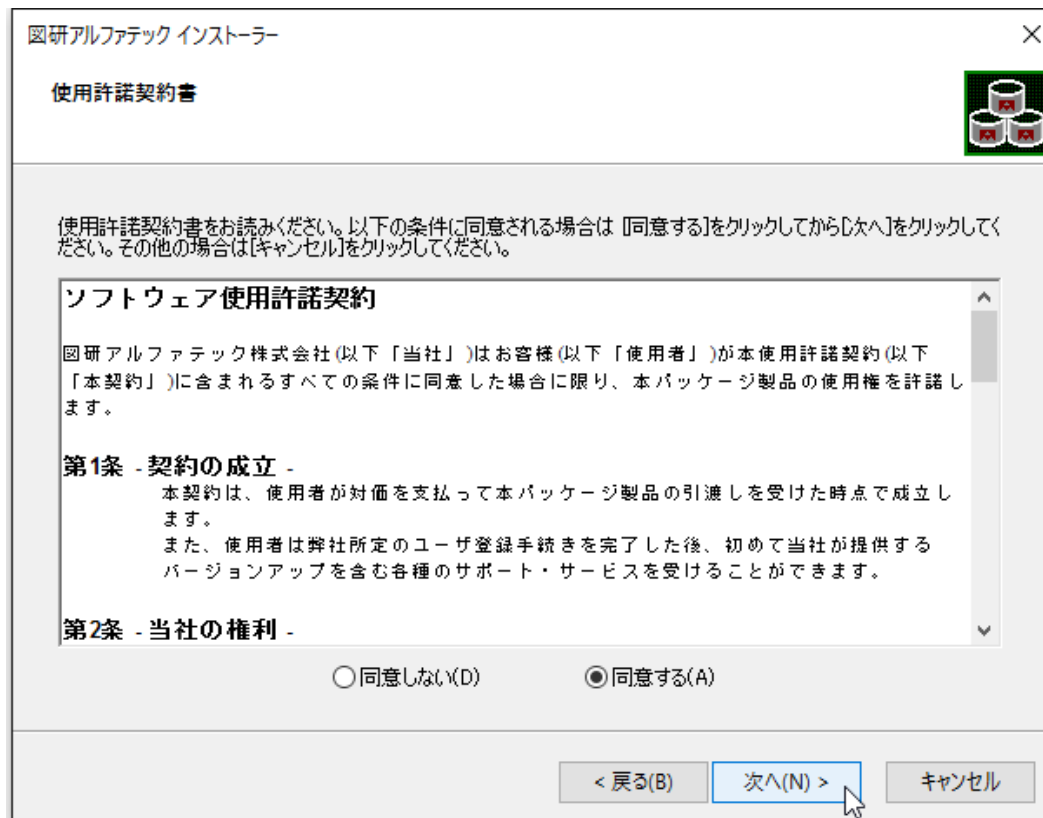 図研アルファテック インストーラー
使用許諾契約書
使用許諾契約書をお読みください。以下の条件に同意される場合は [同意する]をクリックしてから[次へ]をクリックしてく
ださい。その他の場合は[キャンセル]をクリックしてください。
ソフトウェア使用許諾契約
図研アルファテック株式会社(以下「当社」)はお客様(以下「使用者」)が本使用許諾契約(以下
「本契約」)に含まれるすべての条件に同意した場合に限り、本パッケージ製品の使用権を許諾し
ます。
第1条 - 契約の成立 -
本契約は、使用者が対価を支払って本パッケージ製品の引渡しを受けた時点で成立し
ます。
また、使用者は弊社所定のユーザ登録手続きを完了した後、初めて当社が提供する
バージョンアップを含む各種のサポート・サービスを受けることができます。
第2条 - 当社の権利 -
同意しない(D) 同意する(A)
< 戻る(B) 次へ(N) > キャンセル